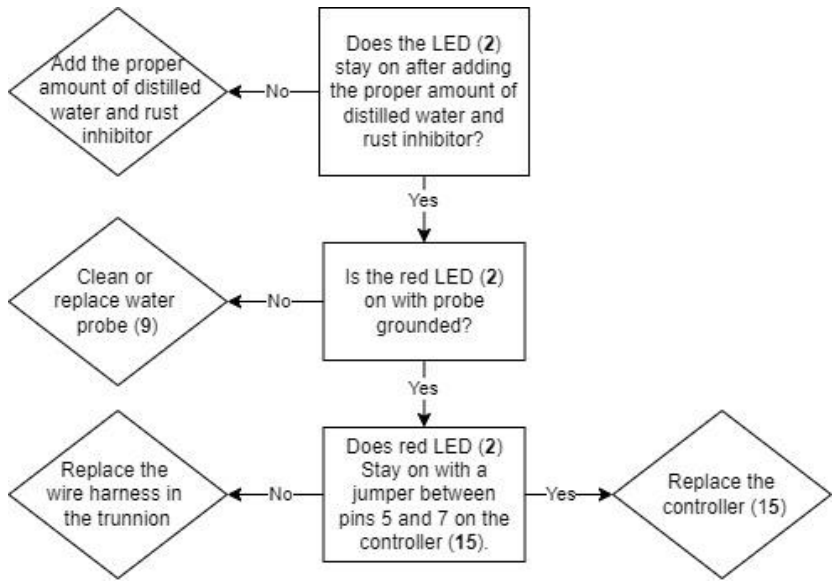 Add the proper
amount of distilled
water and rust
inhibitor
No
Does the LED (2)
stay on after adding
the proper amount of
distilled water and
rust inhibitor?
Yes
Clean or
replace water
probe (9)
No
Is the red LED (2)
on with probe
grounded?
Yes
Replace the
wire harness in
the trunnion
No
Does red LED (2)
Stay on with a
jumper between
pins 5 and 7 on the
controller (15).
Yes
Replace the
controller (15)